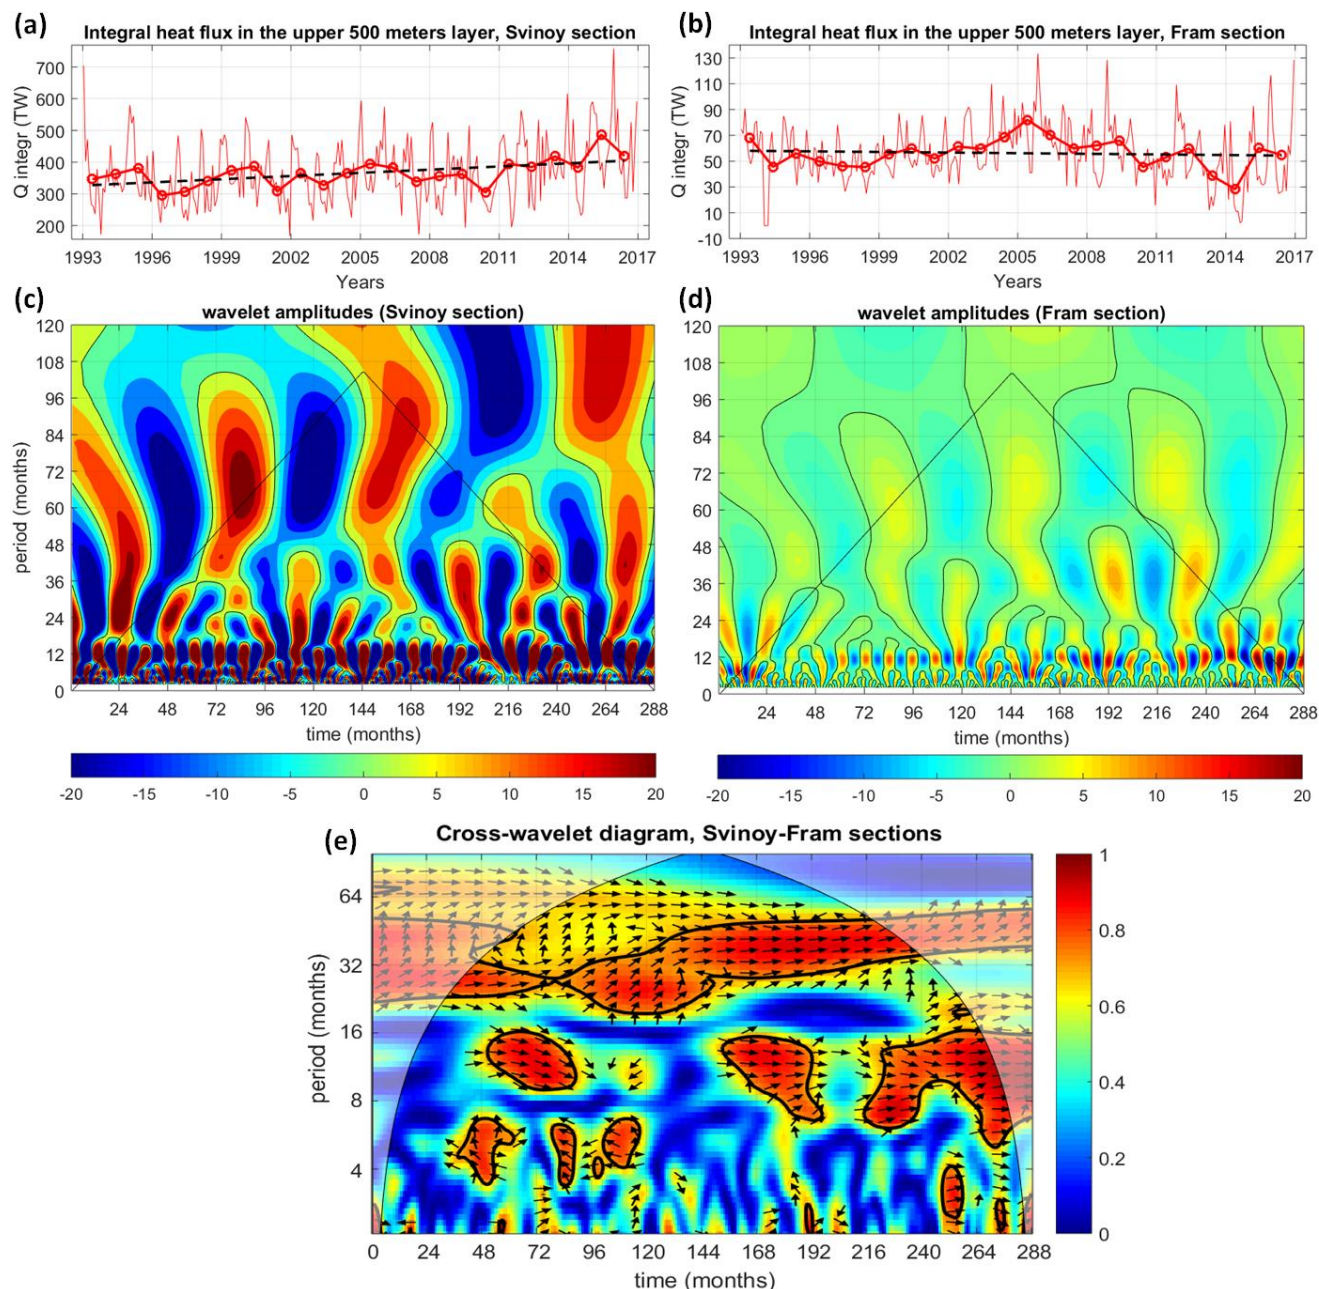 (a)
Integral heat flux in the upper 500 meters layer, Svinoy section
Q integr (TW)
700
600
500
400
300
200
1993 1996 1999 2002 2005 2008 2011 2014 2017
Years
(b)
Integral heat flux in the upper 500 meters layer, Fram section
Q integr (TW)
130
110
90
70
50
30
10
-10
1993 1996 1999 2002 2005 2008 2011 2014 2017
Years
(c)
wavelet amplitudes (Svinoy section)
period (months)
120
108
96
84
72
60
48
36
24
12
0
24 48 72 96 120 144 168 192 216 240 264 288
time (months)
-20 -15 -10 -5 0 5 10 15 20
(d)
wavelet amplitudes (Fram section)
120
108
96
84
72
60
48
36
24
12
0
24 48 72 96 120 144 168 192 216 240 264 288
time (months)
-20 -15 -10 -5 0 5 10 15 20
(e)
Cross-wavelet diagram, Svinoy-Fram sections
period (months)
64
32
16
8
4
0 24 48 72 96 120 144 168 192 216 240 264 288
time (months)
1
0.8
0.6
0.4
0.2
0